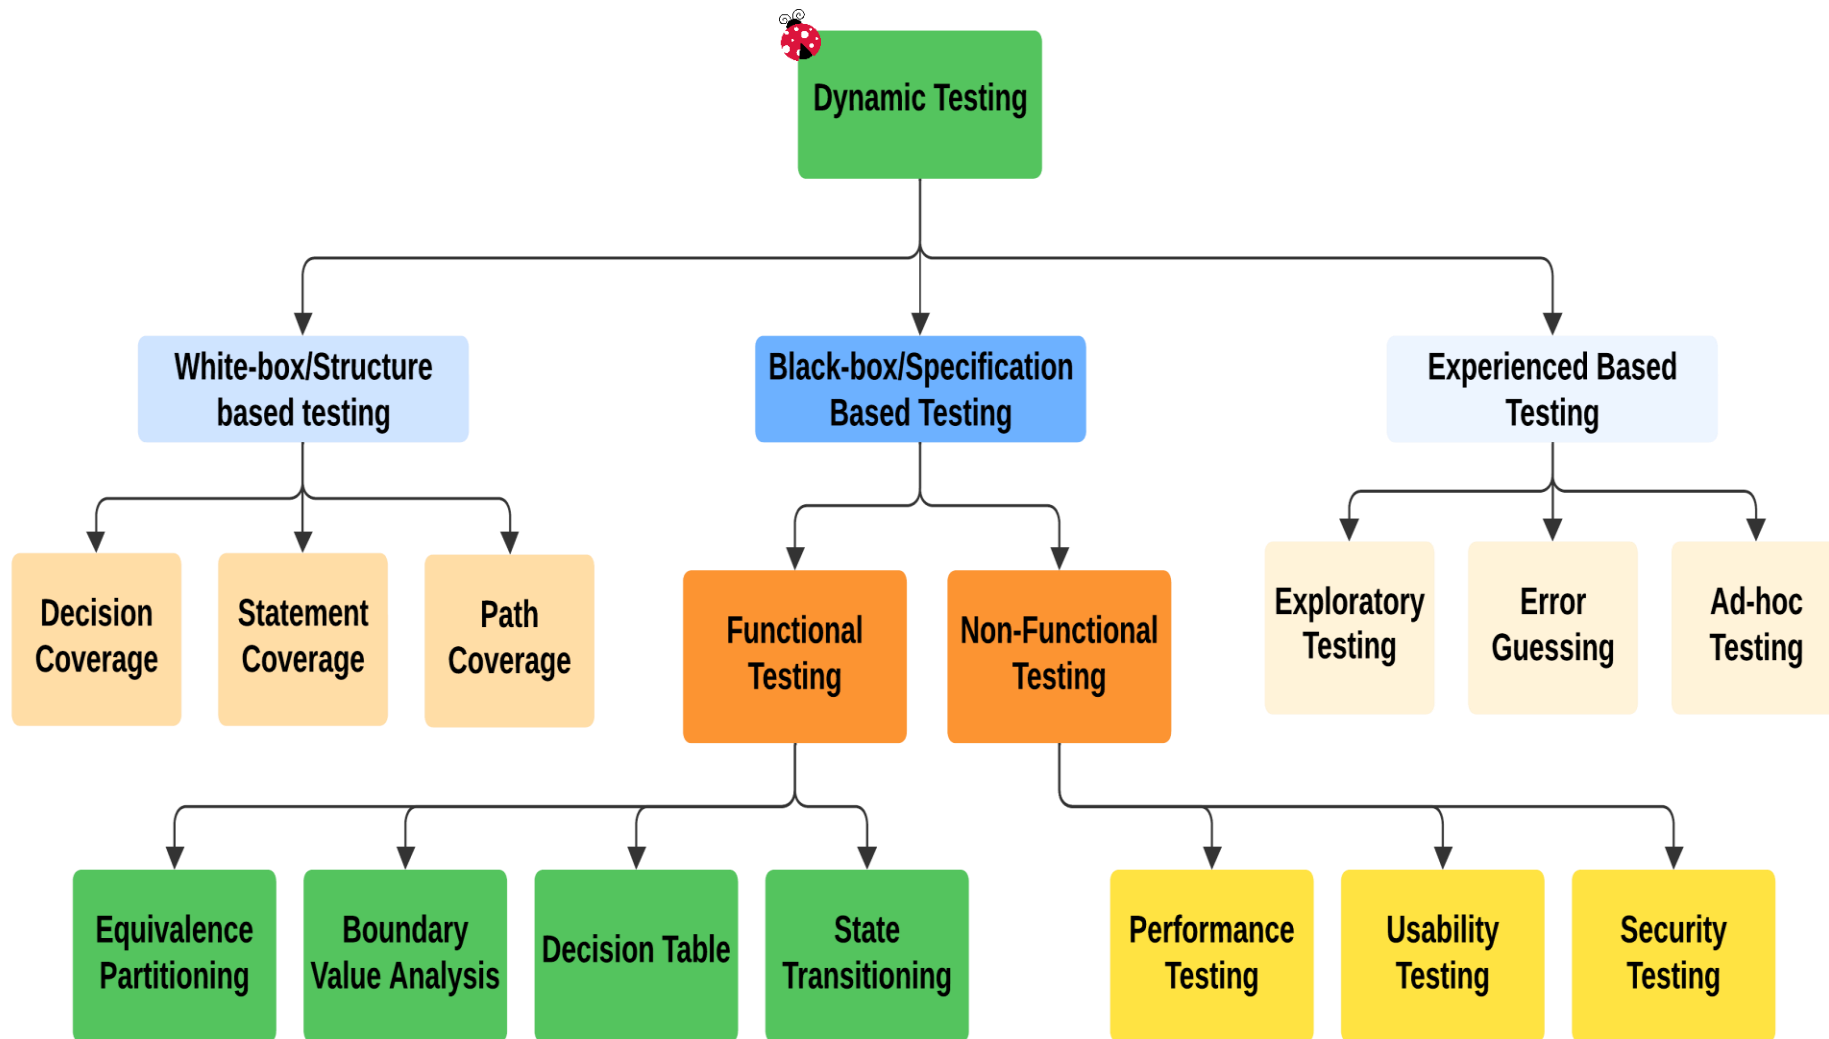 Dynamic Testing
White-box/Structure
based testing
Black-box/Specification
Based Testing
Experienced Based
Testing
Decision
Coverage
Statement
Coverage
Path
Coverage
Functional
Testing
Non-Functional
Testing
Exploratory
Testing
Error
Guessing
Ad-hoc
Testing
Equivalence
Partitioning
Boundary
Value Analysis
Decision Table
State
Transitioning
Performance
Testing
Usability
Testing
Security
Testing